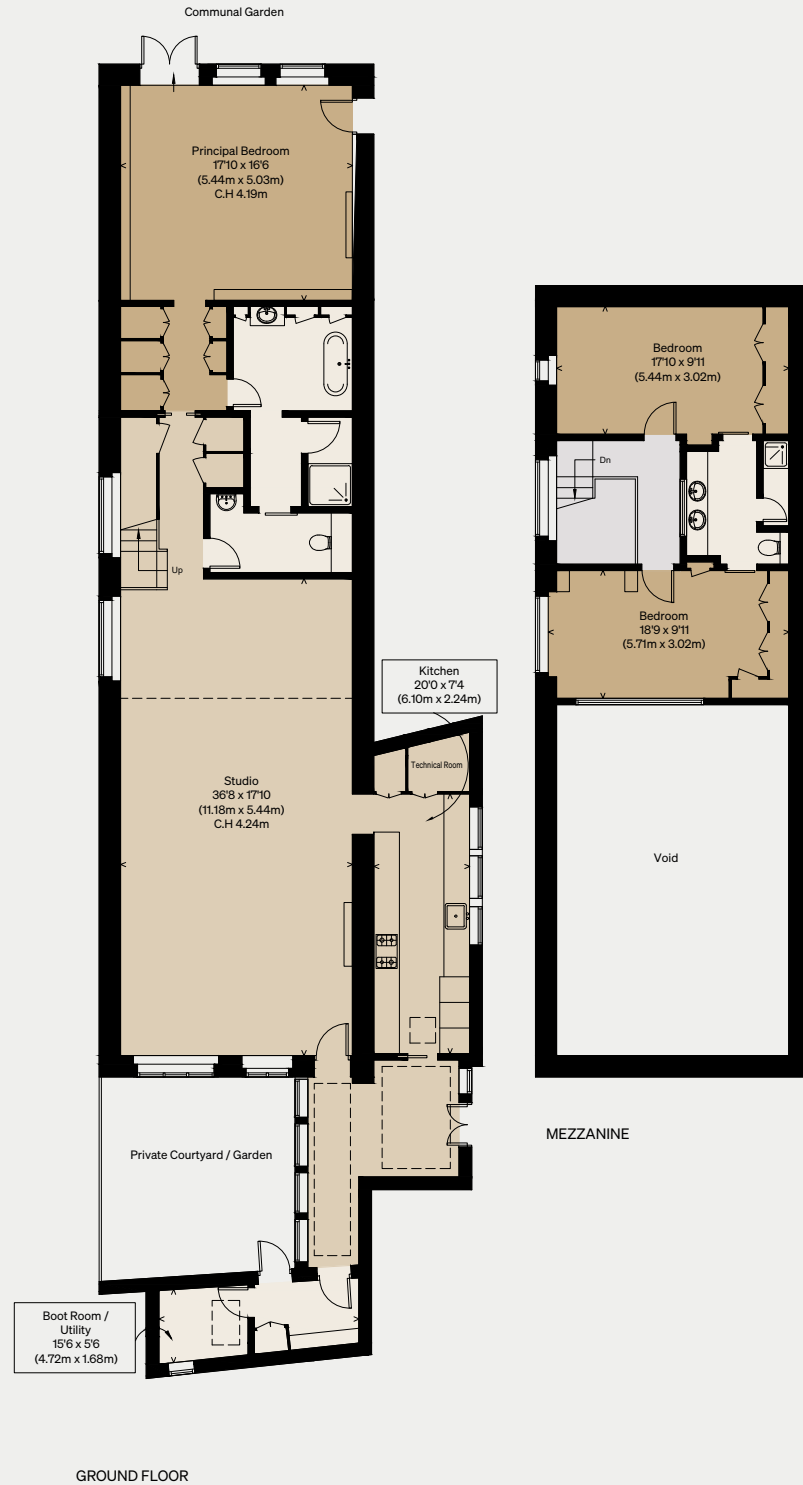 Communal Garden
Principal Bedroom
17'10 x 16'6
(5.44m x 5.03m)
C.H 4.19m
Up
Studio
36'8 x 17'10
(11.18m x 5.44m)
C.H 4.24m
Kitchen
20'0 x 7'4
(6.10m x 2.24m)
Technical Room
Private Courtyard / Garden
Boot Room /
Utility
15'6 x 5'6
(4.72m x 1.68m)
GROUND FLOOR
Bedroom
17'10 x 9'11
(5.44m x 3.02m)
Dn
Bedroom
18'9 x 9'11
(5.71m x 3.02m)
Void
MEZZANINE